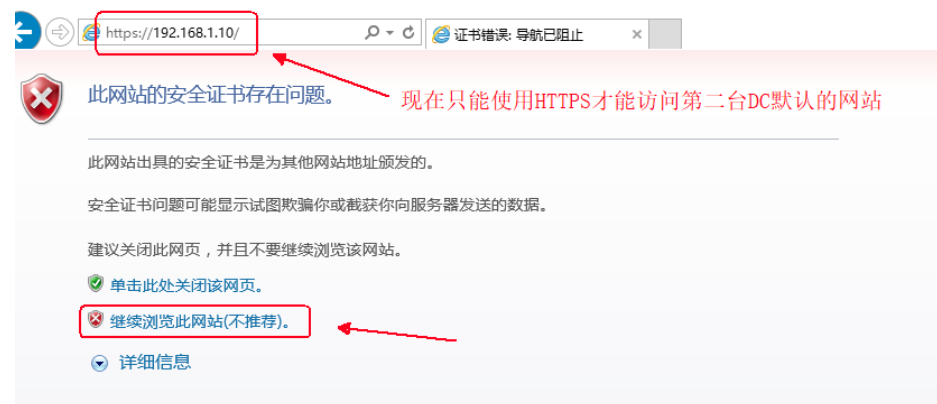 https://192.168.1.10/
证书错误: 导航已阻止
此网站的安全证书存在问题。
现在只能使用HTTPS才能访问第二台DC默认的网站
此网站出具的安全证书是为其他网站地址颁发的。
安全证书问题可能显示试图欺骗你或截获你向服务器发送的数据。
建议关闭此网页，并且不要继续浏览该网站。
单击此处关闭该网页。
继续浏览此网站(不推荐)。
详细信息